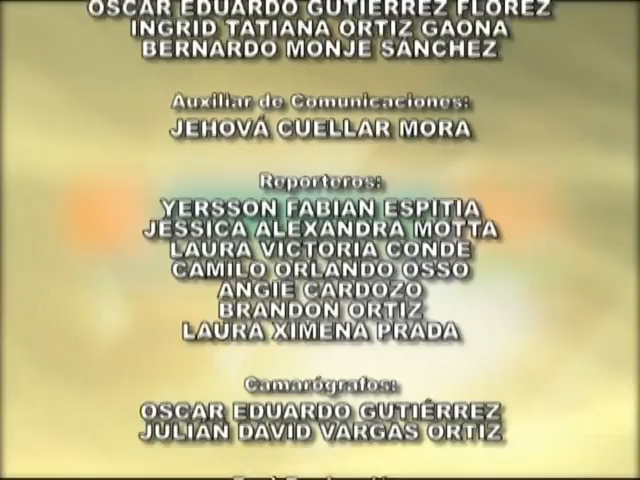 OSCAR EDUARDO GUTIERREZ FLOREZ
INGRID TATIANA ORTIZ GAONA
BERNARDO MONJE SÁNCHEZ
Auxiliar de Comunicaciones:
JEHOVÁ CUELLAR MORA
Reporteros:
YERSSON FABIAN ESPITIA
JESSICA ALEXANDRA MOTTA
LAURA VICTORIA CONDE
CAMILO ORLANDO OSSO
ANGIE CARDOZO
BRANDON ORTIZ
LAURA XIMENA PRADA
Camarógrafos:
OSCAR EDUARDO GUTIÉRREZ
JULIÁN DAVID VARGAS ORTIZ